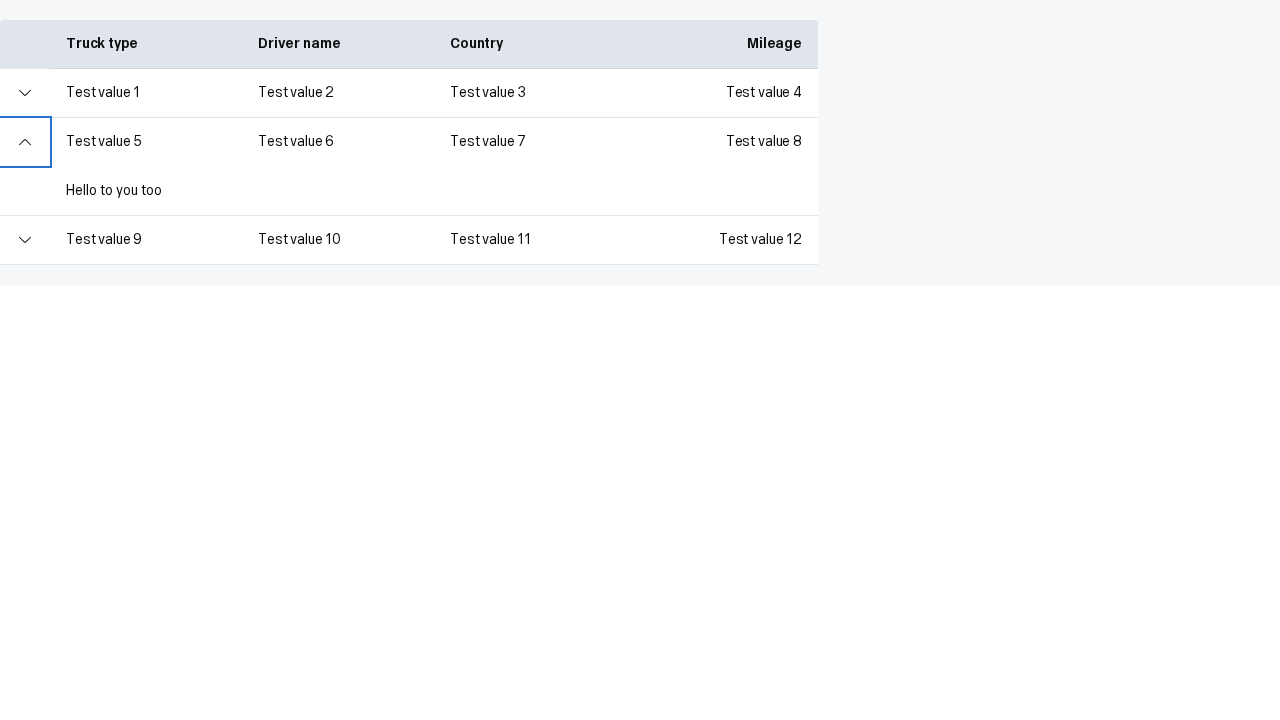 Truck type Driver name Country Mileage
Test value 1 Test value 2 Test value 3 Test value 4
Test value 5 Test value 6 Test value 7 Test value 8
Hello to you too
Test value 9 Test value 10 Test value 11 Test value 12